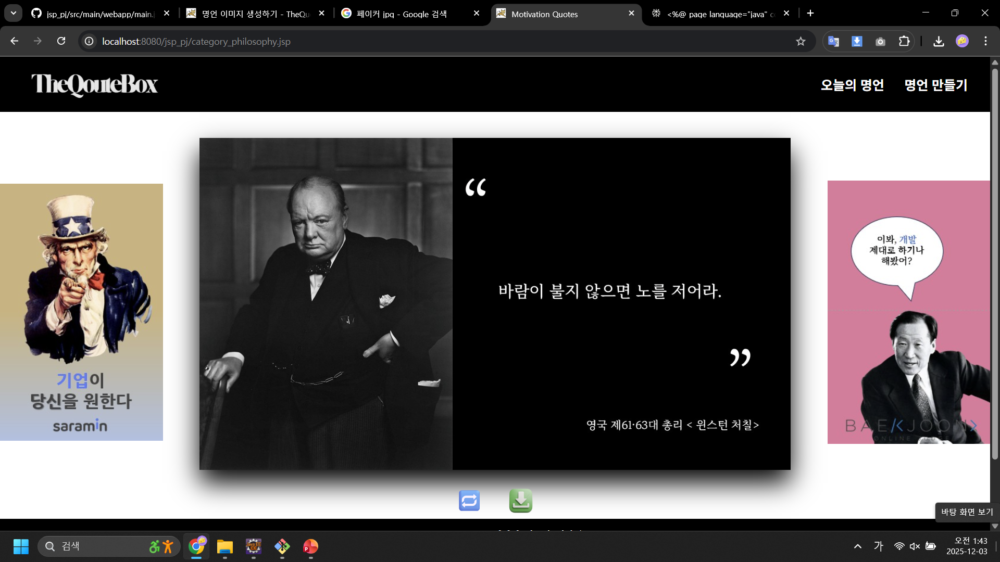 jsp_pj/src/main/webapp/main.j
명언 이미지 생성하기 - TheQu
페이커 jpg - Google 검색
Motivation Quotes
<%@ page language="java" c
localhost:8080/jsp_pj/category_philosophy.jsp
TheQouteBox
오늘의 명언
명언 만들기
기업이
당신을 원한다
saramin
“
바람이 불지 않으면 노를 저어라.
”
영국 제61·63대 총리 < 윈스턴 처칠>
이봐, 개발
제대로 하기나
해봤어?
BAEKJOON
ONLINE JUDGE
바탕 화면 보기
검색
Java EE
IDE
가
오전 1:43
2025-12-03